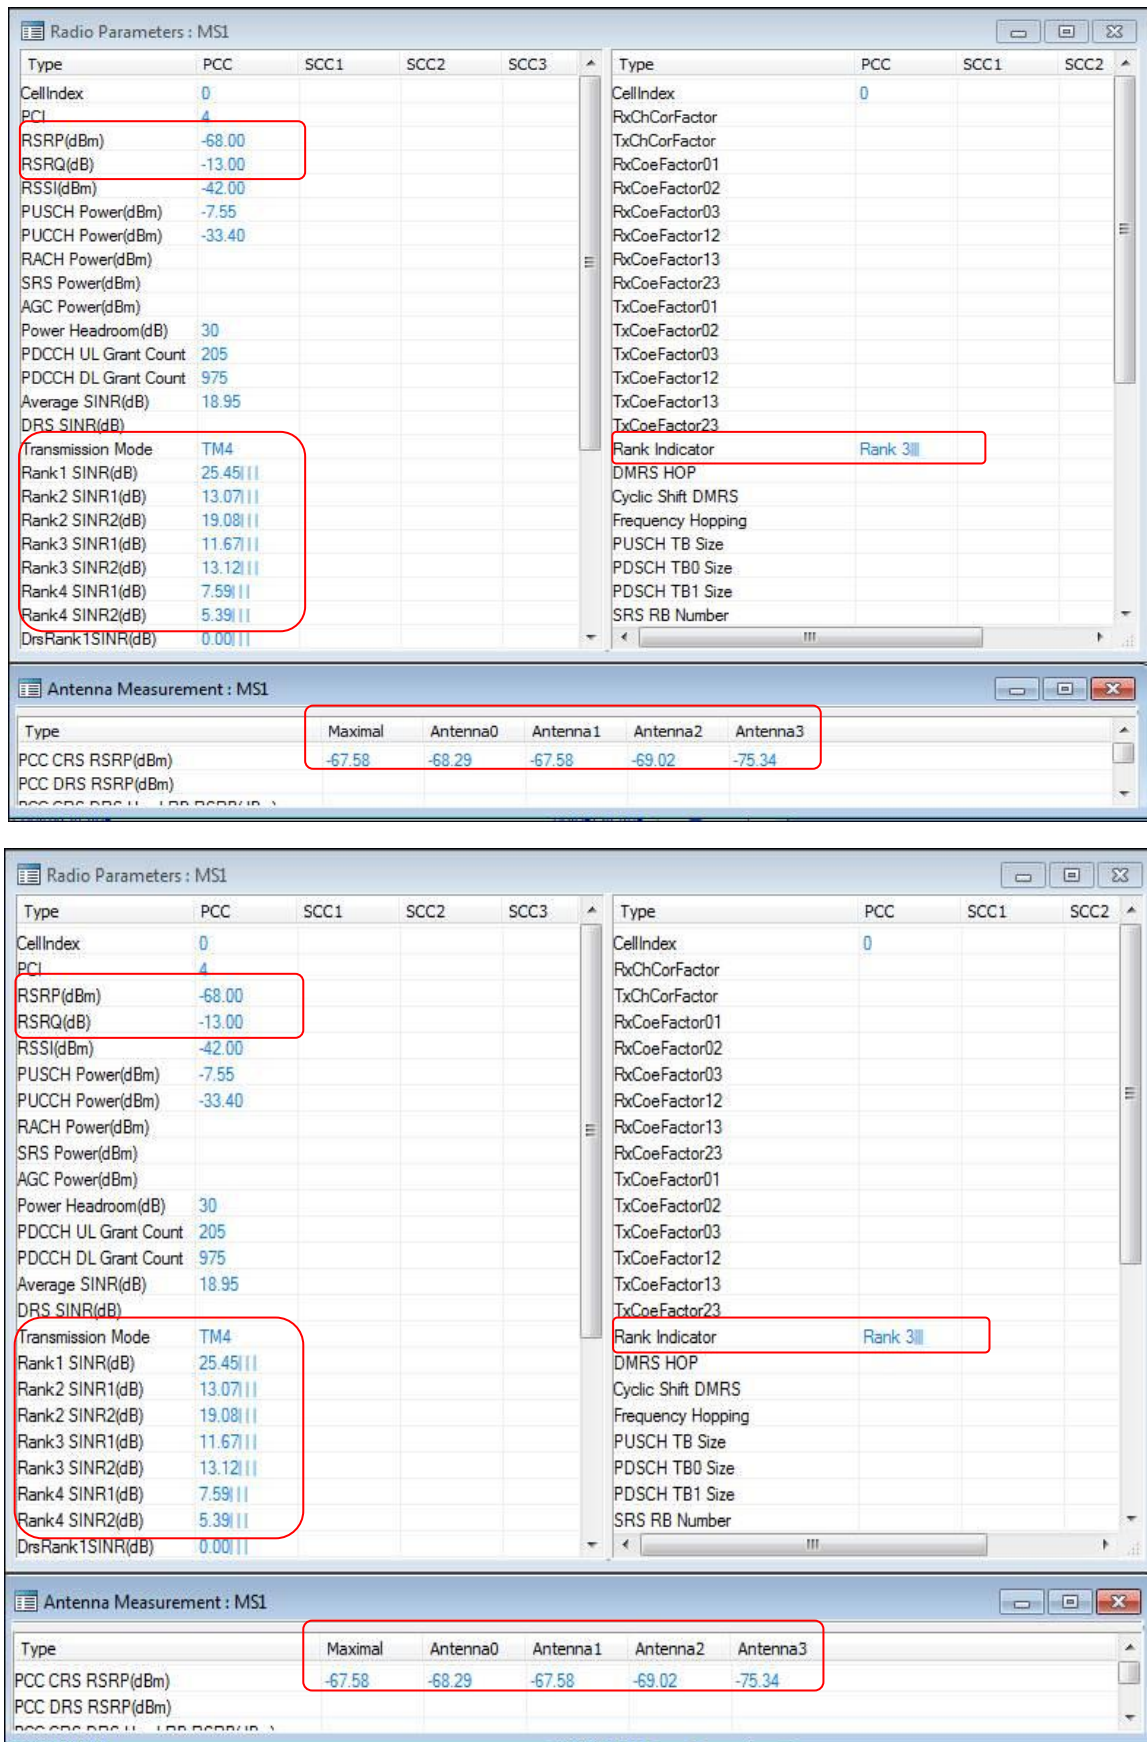 Radio Parameters : MS1
Type PCC SCC1 SCC2 SCC3
CellIndex 0
PCI 4
RSRP(dBm) -68.00
RSRQ(dB) -13.00
RSSI(dBm) -42.00
PUSCH Power(dBm) -7.55
PUCCH Power(dBm) -33.40
RACH Power(dBm)
SRS Power(dBm)
AGC Power(dBm)
Power Headroom(dB) 30
PDCCH UL Grant Count 205
PDCCH DL Grant Count 975
Average SINR(dB) 18.95
DRS SINR(dB)
Transmission Mode TM4
Rank1 SINR(dB) 25.45|||
Rank2 SINR1(dB) 13.07|||
Rank2 SINR2(dB) 19.08|||
Rank3 SINR1(dB) 11.67|||
Rank3 SINR2(dB) 13.12|||
Rank4 SINR1(dB) 7.59|||
Rank4 SINR2(dB) 5.39|||
DrsRank1SINR(dB) 0.00|||
Type PCC SCC1 SCC2
CellIndex 0
RxChCorFactor
TxChCorFactor
RxCoeFactor01
RxCoeFactor02
RxCoeFactor03
RxCoeFactor12
RxCoeFactor13
RxCoeFactor23
TxCoeFactor01
TxCoeFactor02
TxCoeFactor03
TxCoeFactor12
TxCoeFactor13
TxCoeFactor23
Rank Indicator Rank 3|||
DMRS HOP
Cyclic Shift DMRS
Frequency Hopping
PUSCH TB Size
PDSCH TB0 Size
PDSCH TB1 Size
SRS RB Number
Antenna Measurement : MS1
Type Maximal Antenna0 Antenna1 Antenna2 Antenna3
PCC CRS RSRP(dBm) -67.58 -68.29 -67.58 -69.02 -75.34
PCC DRS RSRP(dBm)
Radio Parameters : MS1
Type PCC SCC1 SCC2 SCC3
CellIndex 0
PCI 4
RSRP(dBm) -68.00
RSRQ(dB) -13.00
RSSI(dBm) -42.00
PUSCH Power(dBm) -7.55
PUCCH Power(dBm) -33.40
RACH Power(dBm)
SRS Power(dBm)
AGC Power(dBm)
Power Headroom(dB) 30
PDCCH UL Grant Count 205
PDCCH DL Grant Count 975
Average SINR(dB) 18.95
DRS SINR(dB)
Transmission Mode TM4
Rank1 SINR(dB) 25.45|||
Rank2 SINR1(dB) 13.07|||
Rank2 SINR2(dB) 19.08|||
Rank3 SINR1(dB) 11.67|||
Rank3 SINR2(dB) 13.12|||
Rank4 SINR1(dB) 7.59|||
Rank4 SINR2(dB) 5.39|||
DrsRank1SINR(dB) 0.00|||
Type PCC SCC1 SCC2
CellIndex 0
RxChCorFactor
TxChCorFactor
RxCoeFactor01
RxCoeFactor02
RxCoeFactor03
RxCoeFactor12
RxCoeFactor13
RxCoeFactor23
TxCoeFactor01
TxCoeFactor02
TxCoeFactor03
TxCoeFactor12
TxCoeFactor13
TxCoeFactor23
Rank Indicator Rank 3|||
DMRS HOP
Cyclic Shift DMRS
Frequency Hopping
PUSCH TB Size
PDSCH TB0 Size
PDSCH TB1 Size
SRS RB Number
Antenna Measurement : MS1
Type Maximal Antenna0 Antenna1 Antenna2 Antenna3
PCC CRS RSRP(dBm) -67.58 -68.29 -67.58 -69.02 -75.34
PCC DRS RSRP(dBm)